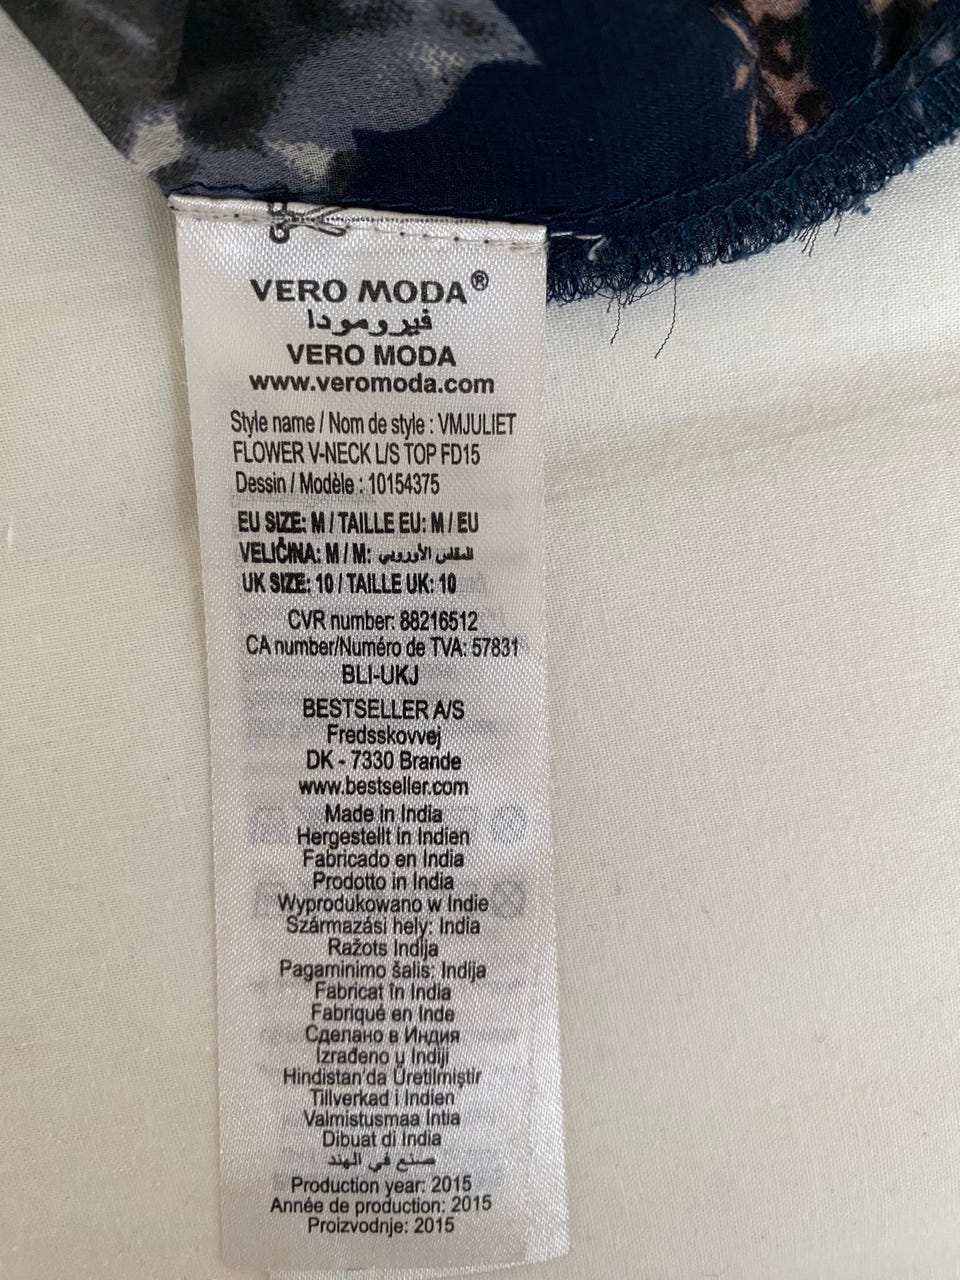 VERO MODA®
فيرومودا
VERO MODA
www.veromoda.com
Style name / Nom de style : VMJULIET
FLOWER V-NECK L/S TOP FD15
Dessin / Modèle : 10154375
EU SIZE: M / TAILLE EU: M / EU
VELIČINA: M / M: المقاس الأوروبي
UK SIZE: 10 / TAILLE UK: 10
CVR number: 88216512
CA number/Numéro de TVA: 57831
BLI-UKJ
BESTSELLER A/S
Fredsskovvej
DK - 7330 Brande
www.bestseller.com
Made in India
Hergestellt in Indien
Fabricado en India
Prodotto in India
Wyprodukowano w Indie
Származási hely: India
Ražots Indija
Pagaminimo šalis: Indija
Fabricat în India
Fabriqué en Inde
Сделано в Индия
Izrađeno u Indiji
Hindistan'da Üretilmiştir
Tillverkad i Indien
Valmistusmaa Intia
Dibuat di India
صنع في الهند
Production year: 2015
Année de production: 2015
Proizvodnje: 2015